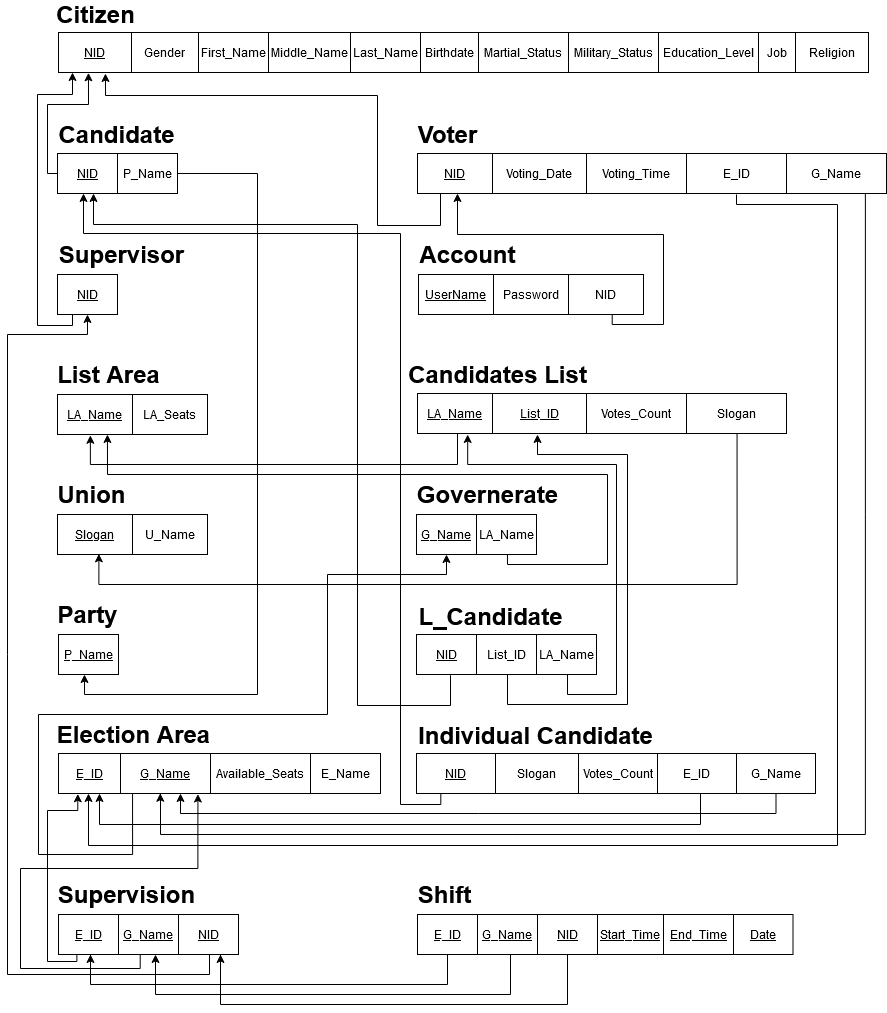 Citizen
NID Gender First_Name Middle_Name Last_Name Birthdate Martial_Status Military_Status Education_Level Job Religion
Candidate
NID P_Name
Voter
NID Voting_Date Voting_Time E_ID G_Name
Supervisor
NID
Account
UserName Password NID
List Area
LA_Name LA_Seats
Candidates List
LA_Name List_ID Votes_Count Slogan
Union
Slogan U_Name
Governerate
G_Name LA_Name
Party
P_Name
L_Candidate
NID List_ID LA_Name
Election Area
E_ID G_Name Available_Seats E_Name
Individual Candidate
NID Slogan Votes_Count E_ID G_Name
Supervision
E_ID G_Name NID
Shift
E_ID G_Name NID Start_Time End_Time Date